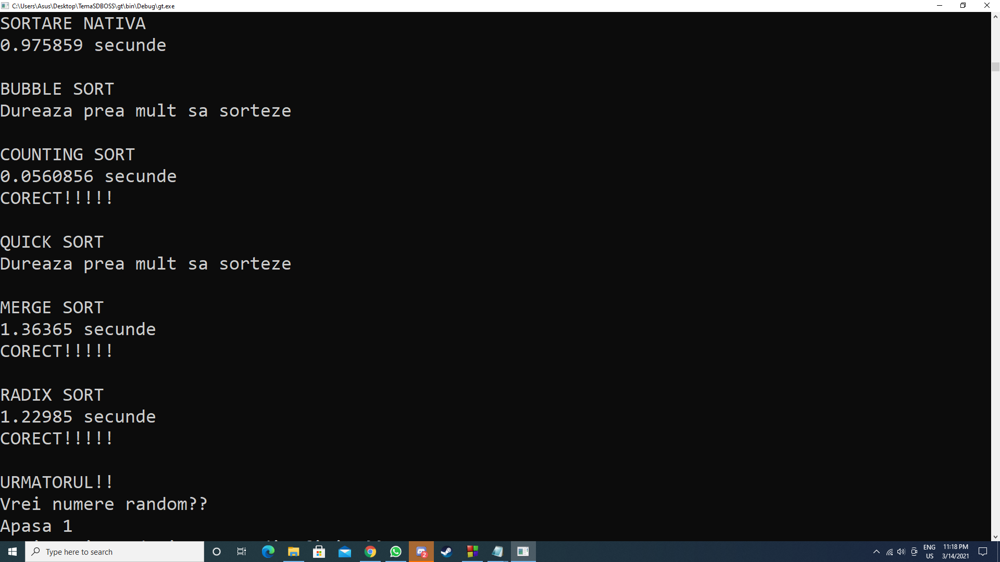 C:\Users\Asus\Desktop\TemaSDBOSS\gt\bin\Debug\gt.exe
SORTARE NATIVA
0.975859 secunde
BUBBLE SORT
Dureaza prea mult sa sorteze
COUNTING SORT
0.0560856 secunde
CORECT!!!!!
QUICK SORT
Dureaza prea mult sa sorteze
MERGE SORT
1.36365 secunde
CORECT!!!!!
RADIX SORT
1.22985 secunde
CORECT!!!!!
URMATORUL!!
Vrei numere random??
Apasa 1
Type here to search
2
ENG
US
11:18 PM
3/14/2021